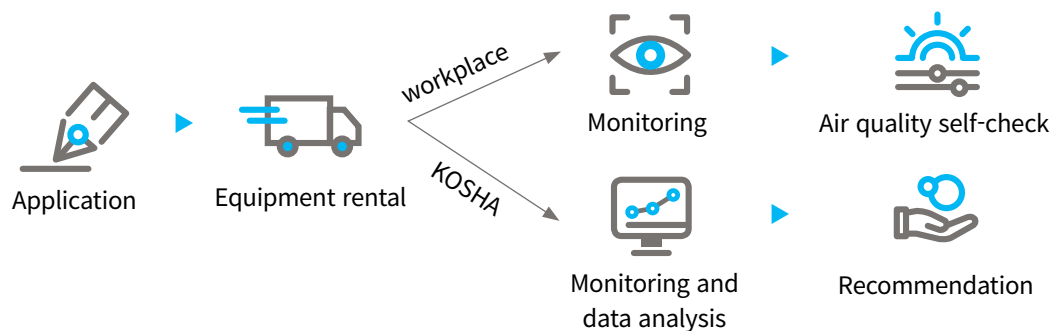 Application
Equipment rental
workplace
Monitoring
Air quality self-check
KOSHA
Monitoring and
data analysis
Recommendation